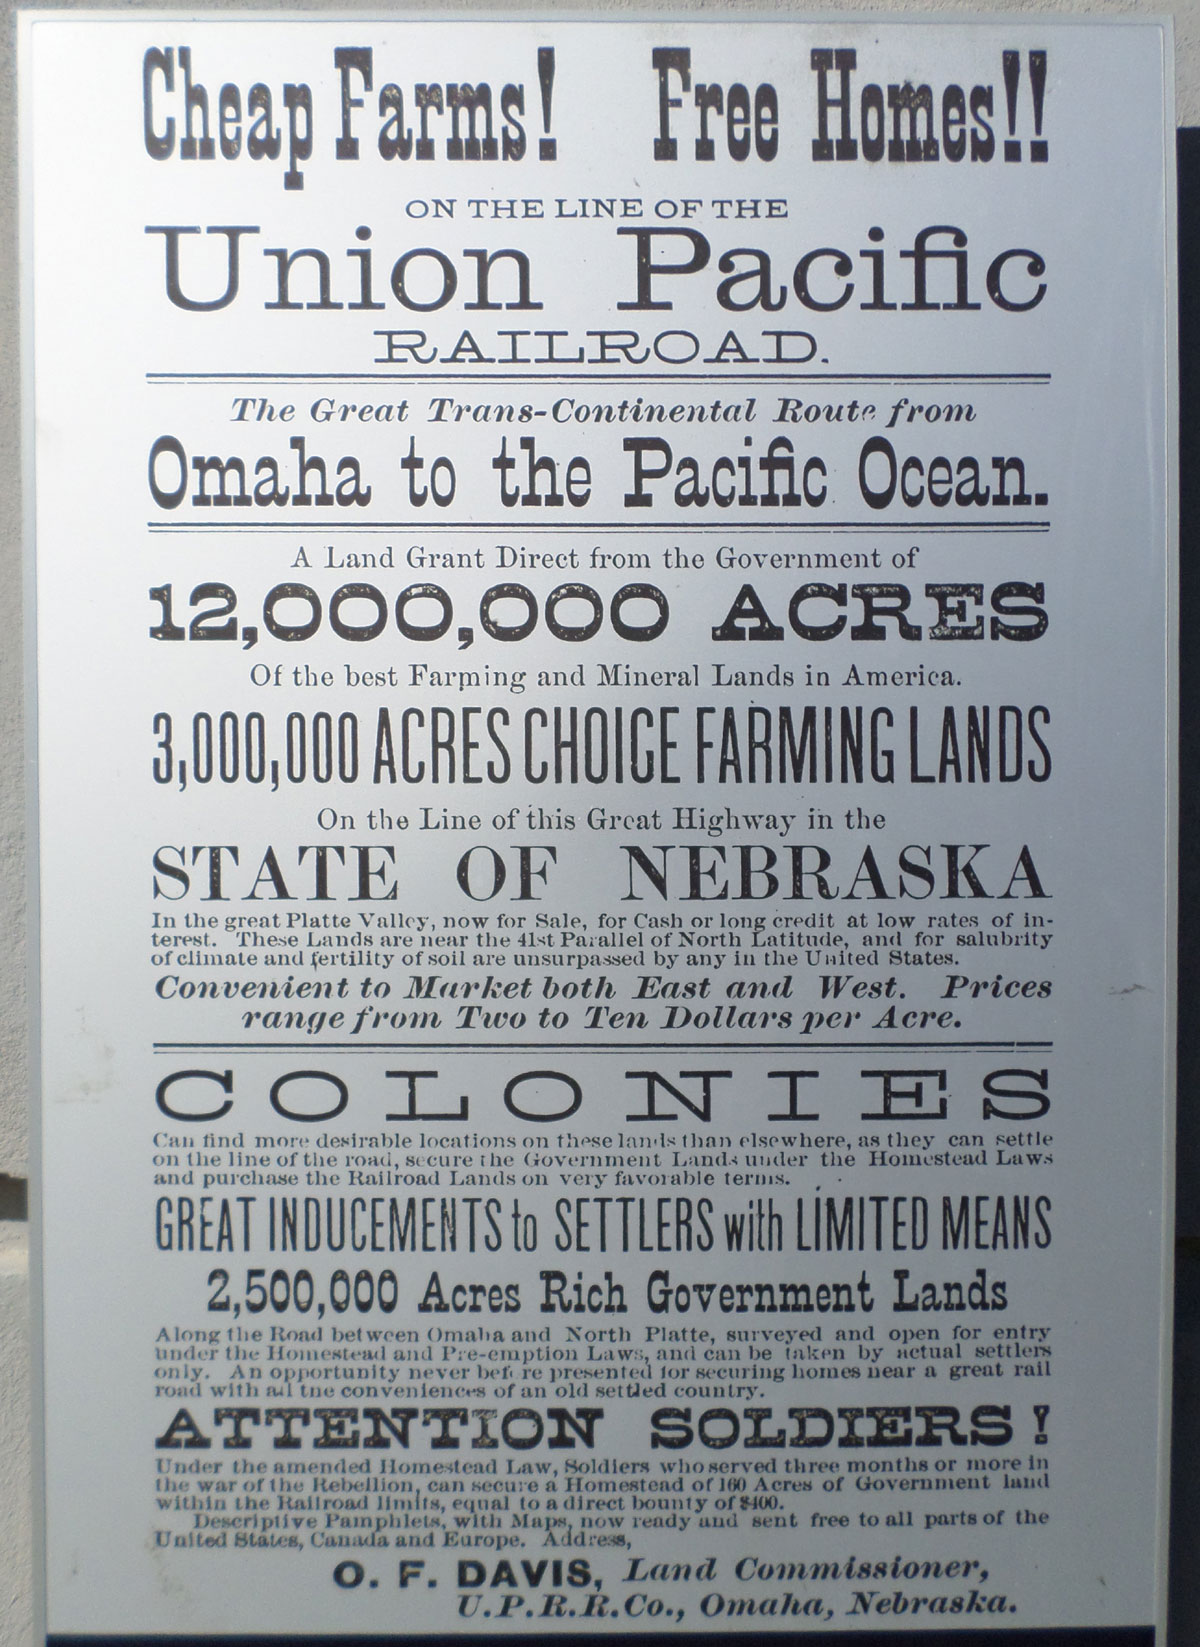 Cheap Farms! Free Homes!!
ON THE LINE OF THE
Union Pacific
RAILROAD.
The Great Trans-Continental Route from
Omaha to the Pacific Ocean.
A Land Grant Direct from the Government of
12,000,000 ACRES
Of the best Farming and Mineral Lands in America.
3,000,000 ACRES CHOICE FARMING LANDS
On the Line of this Great Highway in the
STATE OF NEBRASKA
In the great Platte Valley, now for Sale, for Cash or long credit at low rates of in-
terest. These Lands are near the 41st Parallel of North Latitude, and for salubrity
of climate and fertility of soil are unsurpassed by any in the United States.
Convenient to Market both East and West. Prices
range from Two to Ten Dollars per Acre.
COLONIES
Can find more desirable locations on these lands than elsewhere, as they can settle
on the line of the road, secure the Government Lands under the Homestead Laws
and purchase the Railroad Lands on very favorable terms.
GREAT INDUCEMENTS to SETTLERS with LIMITED MEANS
2,500,000 Acres Rich Government Lands
Along the Road between Omaha and North Platte, surveyed and open for entry
under the Homestead and Pre-emption Laws, and can be taken by actual settlers
only. An opportunity never before presented for securing homes near a great rail
road with all the conveniences of an old settled country.
ATTENTION SOLDIERS!
Under the amended Homestead Law, Soldiers who served three months or more in
the war of the Rebellion, can secure a Homestead of 160 Acres of Government land
within the Railroad limits, equal to a direct bounty of $400.
Descriptive Pamphlets, with Maps, now ready and sent free to all parts of the
United States, Canada and Europe. Address,
O. F. DAVIS, Land Commissioner,
U.P.R.R.Co., Omaha, Nebraska.